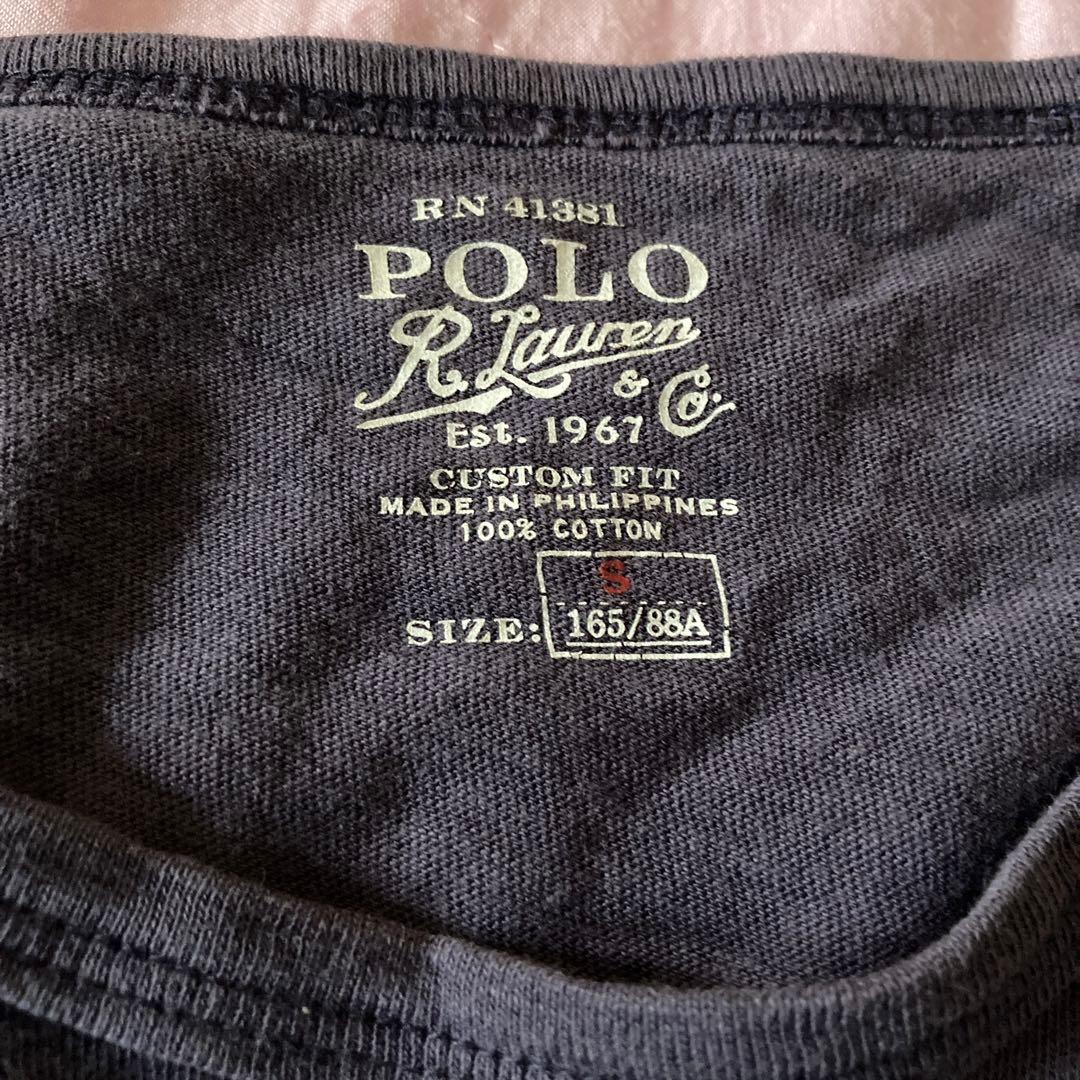 RN 41381
POLO
R. Lauren
& Co.
Est. 1967
CUSTOM FIT
MADE IN PHILIPPINES
100% COTTON
S
SIZE: 165/88A